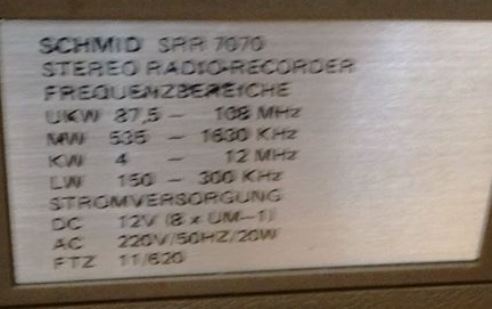 SCHMID SRR 7070
STEREO RADIO-RECORDER
FREQUENZBEREICHE
UKW 87,5 – 108 MHz
MW 535 – 1630 KHz
KW 4 – 12 MHz
LW 150 – 300 KHz
STROMVERSORGUNG
DC 12V (8 x UM-1)
AC 220V/50HZ/20W
FTZ 11/620